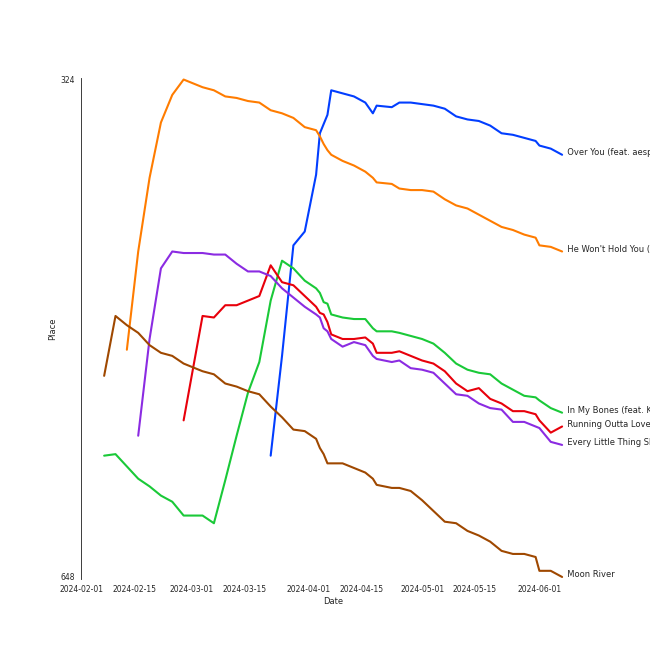 324
Over You (feat. aesp
He Won't Hold You (
Place
In My Bones (feat. K
Running Outta Love
Every Little Thing S
Moon River
648
2024-02-01 2024-02-15 2024-03-01 2024-03-15 2024-04-01 2024-04-15 2024-05-01 2024-05-15 2024-06-01
Date